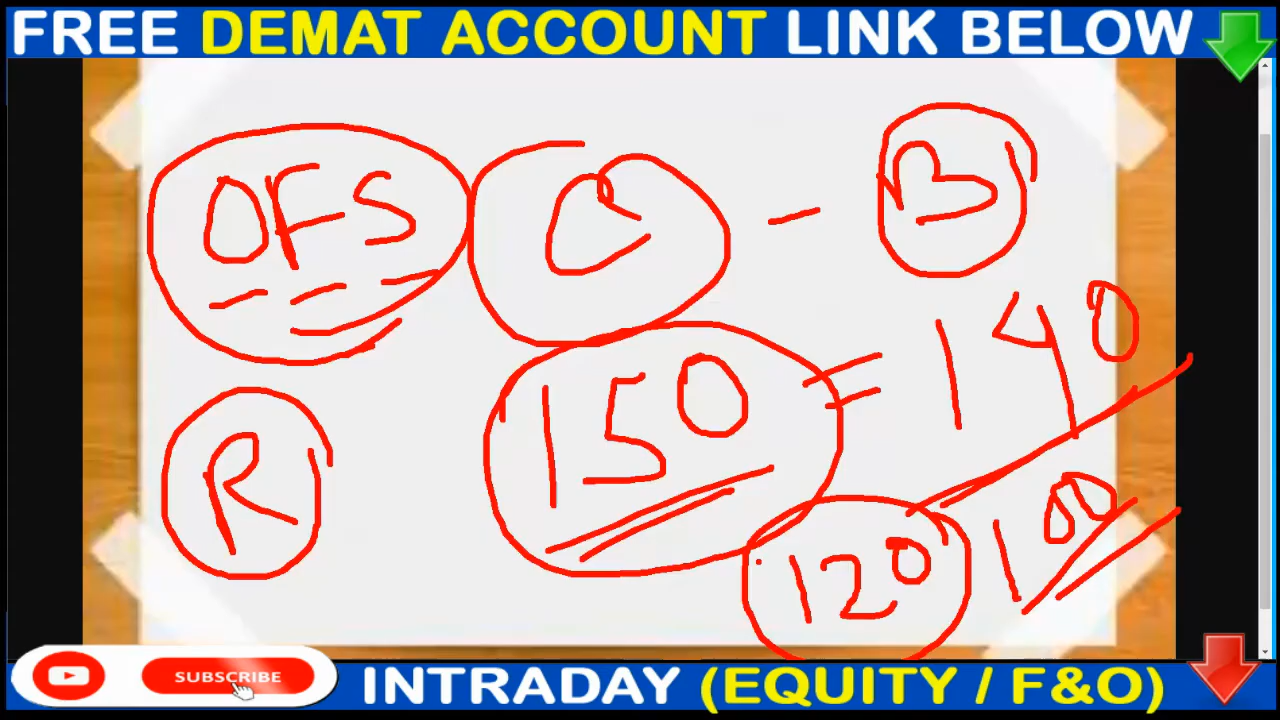 FREE DEMAT ACCOUNT LINK BELOW
OFS C - B
150 = 140
R
120 100
SUBSCRIBE
INTRADAY (EQUITY / F&O)